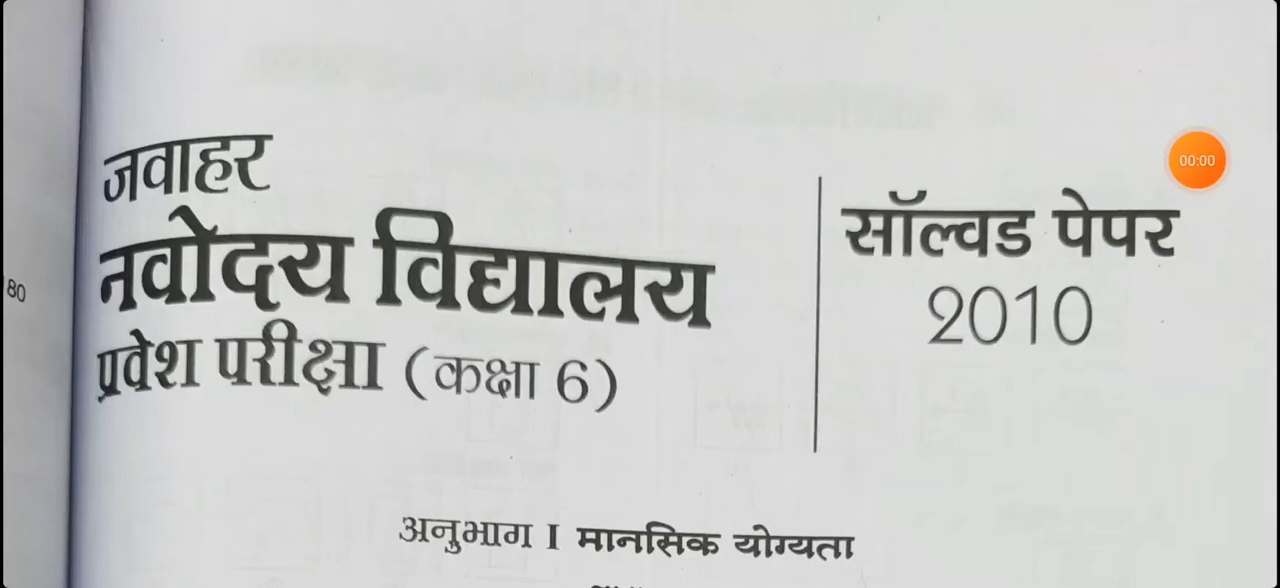 जवाहर
नवोदय विद्यालय
प्रवेश परीक्षा (कक्षा 6)
सॉल्वड पेपर
2010
00:00
80
अनुभाग I मानसिक योग्यता